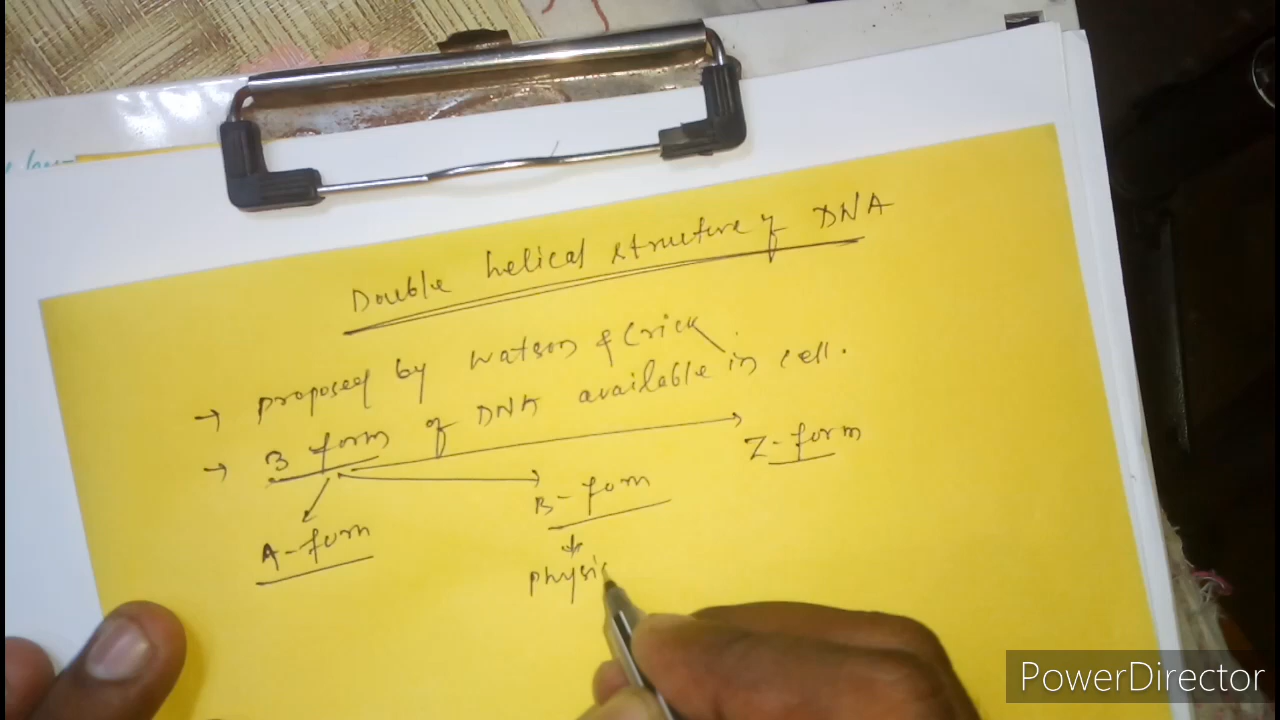 Double helical structure of DNA
→ proposed by Watson & Crick
→ 3 form of DNA available in cell.
A-form
B-form
Z-form
physi
PowerDirector